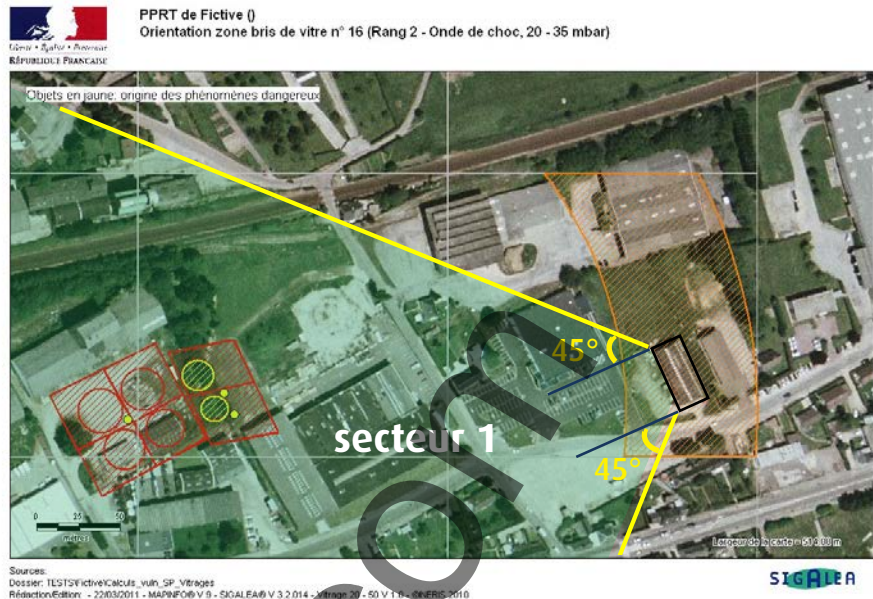 PPRT de Fictive ()
Orientation zone bris de vitre n° 16 (Rang 2 - Onde de choc, 20 - 35 mbar)
Liberté • Égalité • Fraternité
RÉPUBLIQUE FRANÇAISE
Objets en jaune: origine des phénomènes dangereux
45°
secteur 1
45°
0 25 50
mètres
Largeur de la carte = 514.00 m
Sources:
Dossier: TESTS\Fictive\Calculs_vuln_SP_Vitrages
Rédaction/Edition: - 22/03/2011 - MAPINFO® V 9 - SIGALEA® V 3.2.014 - Vitrage 20 - 50 V 1.0 - ©INERIS 2010
SIGALEA
com